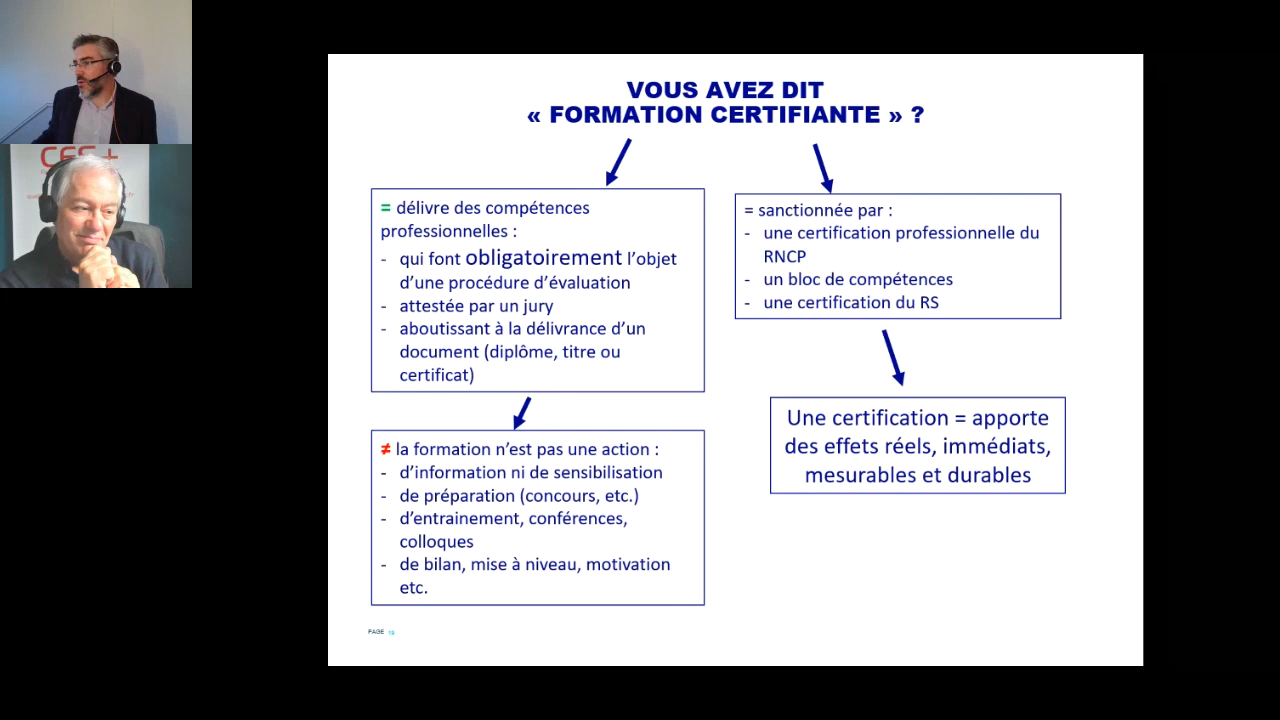 VOUS AVEZ DIT
« FORMATION CERTIFIANTE » ?
= délivre des compétences
professionnelles :
- qui font obligatoirement l’objet
d’une procédure d’évaluation
- attestée par un jury
- aboutissant à la délivrance d’un
document (diplôme, titre ou
certificat)
≠ la formation n’est pas une action :
- d’information ni de sensibilisation
- de préparation (concours, etc.)
- d’entrainement, conférences,
colloques
- de bilan, mise à niveau, motivation
etc.
= sanctionnée par :
- une certification professionnelle du
RNCP
- un bloc de compétences
- une certification du RS
Une certification = apporte
des effets réels, immédiats,
mesurables et durables
PAGE 19